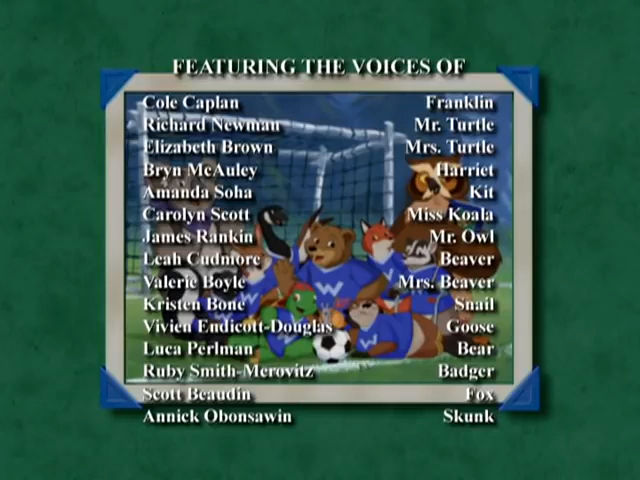 FEATURING THE VOICES OF
Cole Caplan Franklin
Richard Newman Mr. Turtle
Elizabeth Brown Mrs. Turtle
Bryn McAuley Harriet
Amanda Soha Kit
Carolyn Scott Miss Koala
James Rankin Mr. Owl
Leah Cudmore Beaver
Valerie Boyle Mrs. Beaver
Kristen Bone Snail
Vivien Endicott-Douglas Goose
Luca Perlman Bear
Ruby Smith-Merovitz Badger
Scott Beaudin Fox
Annick Obonsawin Skunk
W
W
W